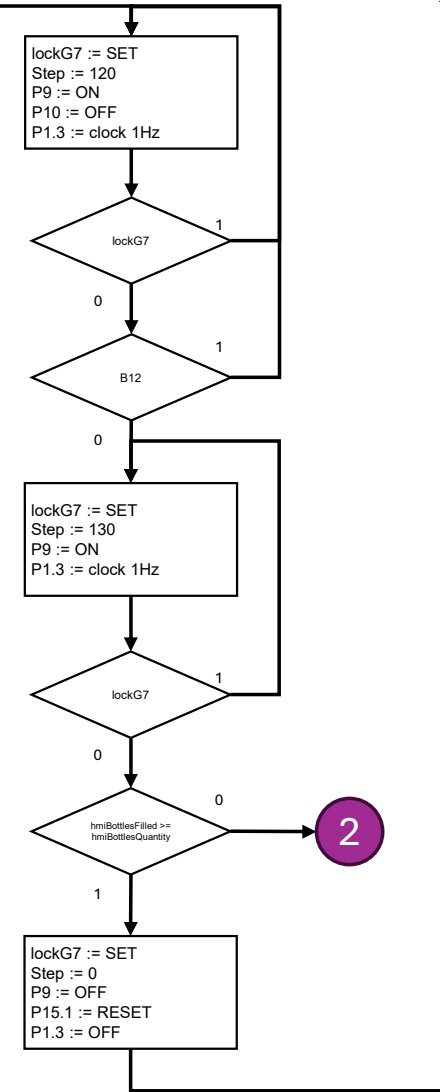 lockG7 := SET
Step := 120
P9 := ON
P10 := OFF
P1.3 := clock 1Hz
1
lockG7
0
1
B12
0
lockG7 := SET
Step := 130
P9 := ON
P1.3 := clock 1Hz
1
lockG7
0
0
hmiBottlesFilled >=
hmiBottlesQuantity
2
1
lockG7 := SET
Step := 0
P9 := OFF
P15.1 := RESET
P1.3 := OFF